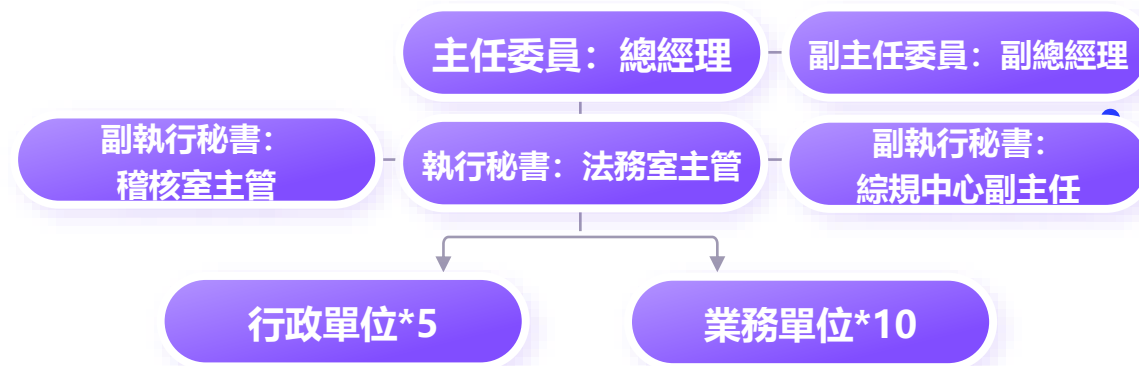 主任委員：總經理
副主任委員：副總經理
副執行秘書：
稽核室主管
執行秘書：法務室主管
副執行秘書：
綜規中心副主任
行政單位*5
業務單位*10